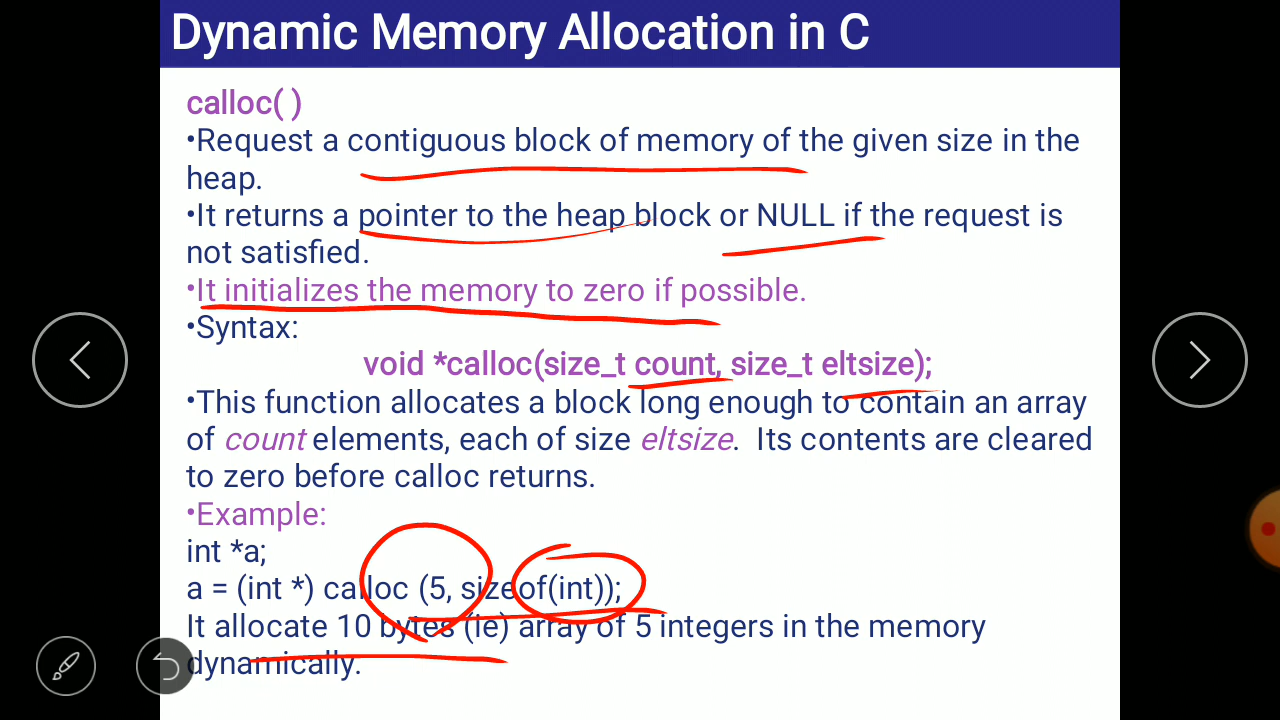 Dynamic Memory Allocation in C
calloc( )
•Request a contiguous block of memory of the given size in the
heap.
•It returns a pointer to the heap block or NULL if the request is
not satisfied.
•It initializes the memory to zero if possible.
•Syntax:
void *calloc(size_t count, size_t eltsize);
•This function allocates a block long enough to contain an array
of count elements, each of size eltsize. Its contents are cleared
to zero before calloc returns.
•Example:
int *a;
a = (int *) calloc (5, sizeof(int));
It allocate 10 bytes (ie) array of 5 integers in the memory
dynamically.